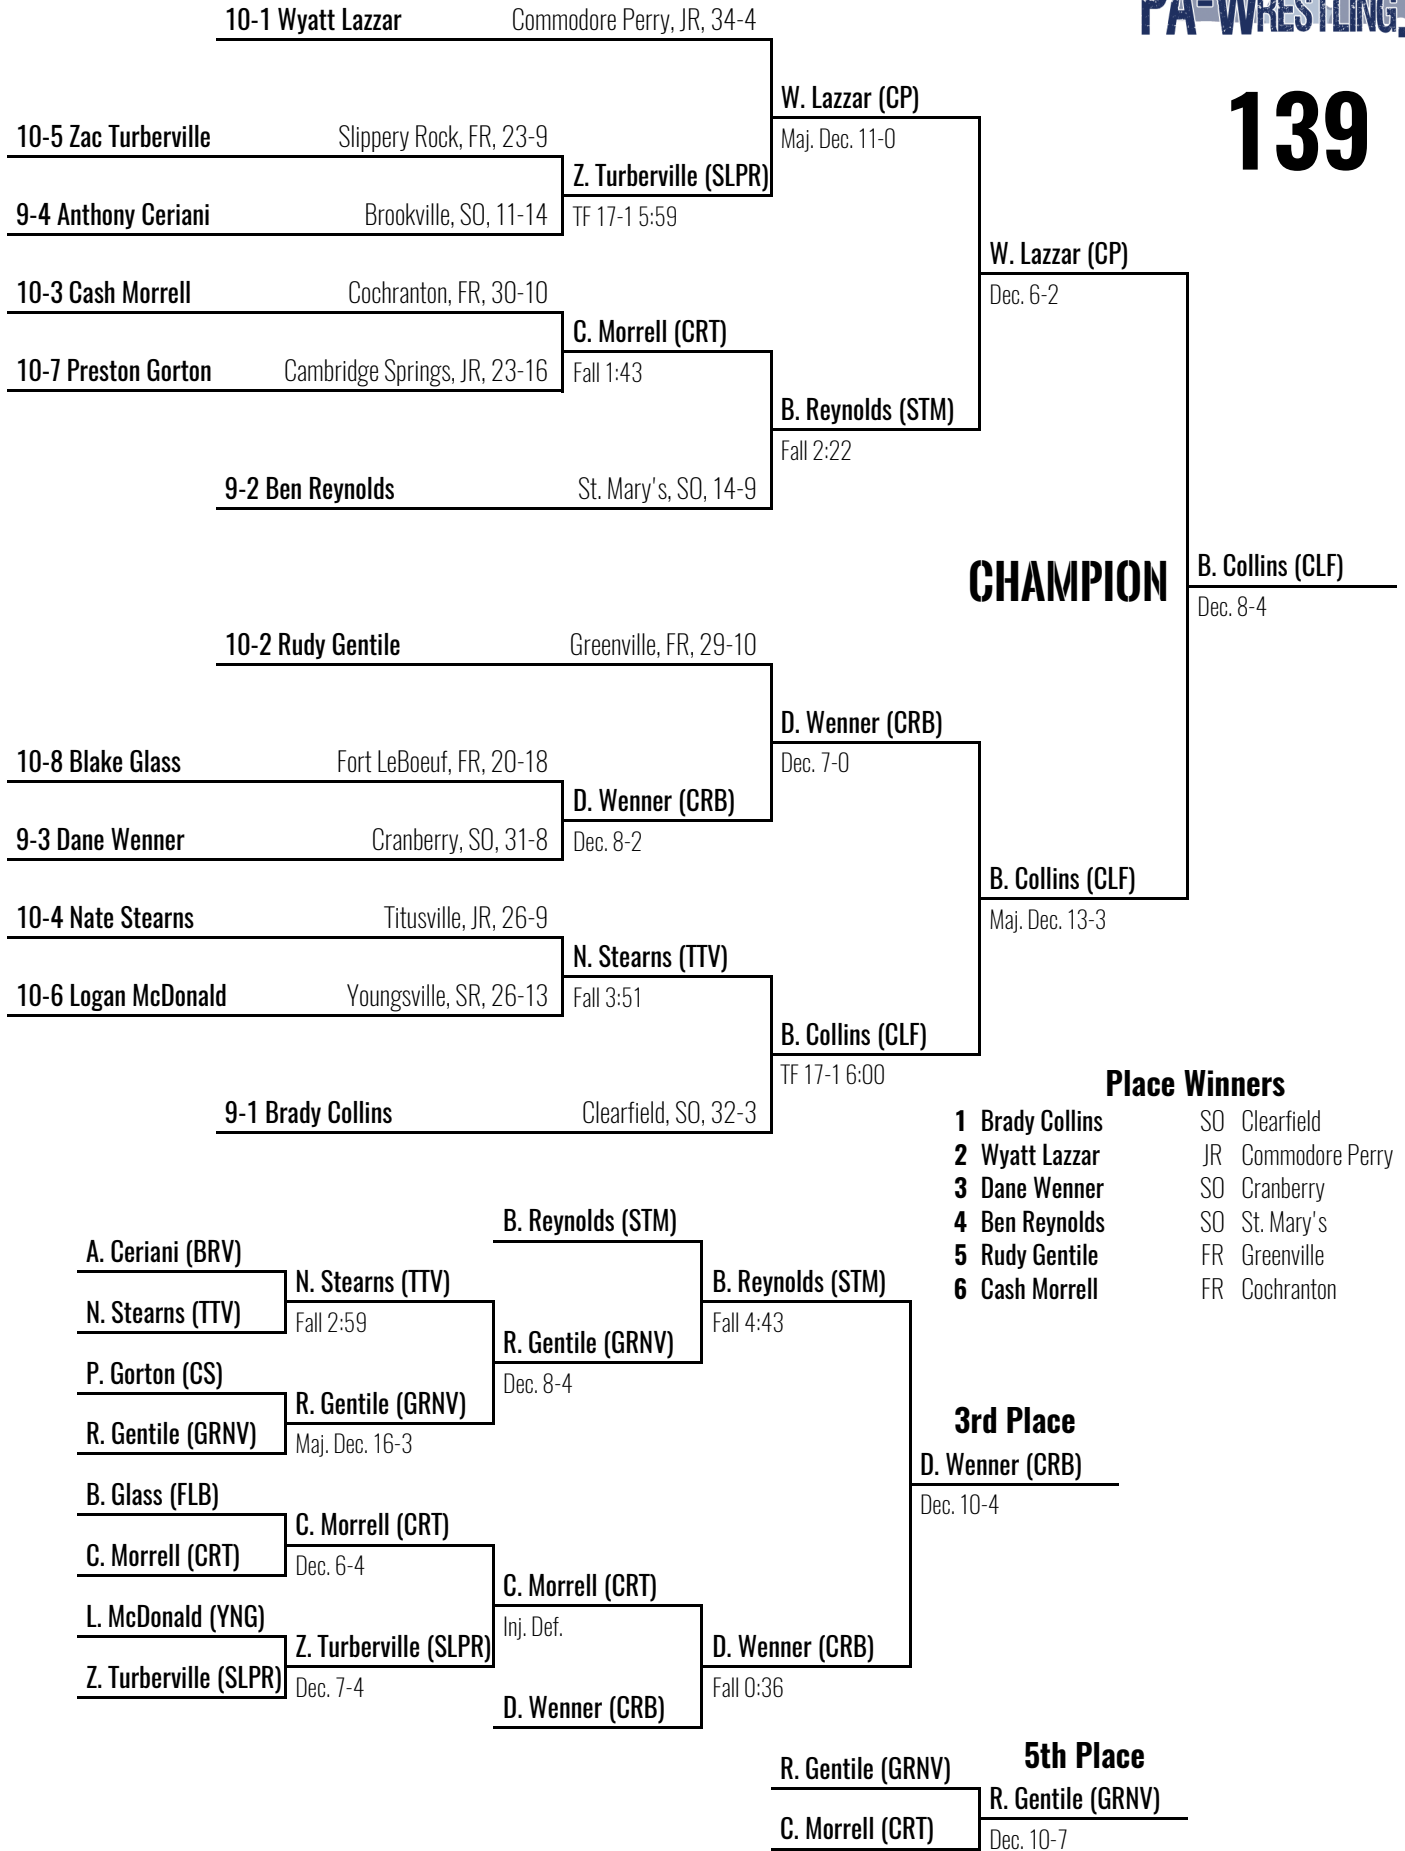 10-1 Wyatt Lazzar Commodore Perry, JR, 34-4
PA-WRESTLING.
139
W. Lazzar (CP)
Maj. Dec. 11-0
10-5 Zac Turberville Slippery Rock, FR, 23-9
Z. Turberville (SLPR)
TF 17-1 5:59
9-4 Anthony Ceriani Brookville, SO, 11-14
W. Lazzar (CP)
Dec. 6-2
10-3 Cash Morrell Cochranton, FR, 30-10
C. Morrell (CRT)
Fall 1:43
10-7 Preston Gorton Cambridge Springs, JR, 23-16
B. Reynolds (STM)
Fall 2:22
9-2 Ben Reynolds St. Mary's, SO, 14-9
CHAMPION
B. Collins (CLF)
Dec. 8-4
10-2 Rudy Gentile Greenville, FR, 29-10
D. Wenner (CRB)
Dec. 7-0
10-8 Blake Glass Fort LeBoeuf, FR, 20-18
D. Wenner (CRB)
Dec. 8-2
9-3 Dane Wenner Cranberry, SO, 31-8
B. Collins (CLF)
Maj. Dec. 13-3
10-4 Nate Stearns Titusville, JR, 26-9
N. Stearns (TTV)
Fall 3:51
10-6 Logan McDonald Youngsville, SR, 26-13
B. Collins (CLF)
TF 17-1 6:00
9-1 Brady Collins Clearfield, SO, 32-3
Place Winners
1 Brady Collins SO Clearfield
2 Wyatt Lazzar JR Commodore Perry
3 Dane Wenner SO Cranberry
4 Ben Reynolds SO St. Mary's
5 Rudy Gentile FR Greenville
6 Cash Morrell FR Cochranton
B. Reynolds (STM)
A. Ceriani (BRV)
N. Stearns (TTV)
Fall 2:59
N. Stearns (TTV)
B. Reynolds (STM)
Fall 4:43
R. Gentile (GRNV)
Dec. 8-4
P. Gorton (CS)
R. Gentile (GRNV)
Maj. Dec. 16-3
R. Gentile (GRNV)
3rd Place
D. Wenner (CRB)
Dec. 10-4
B. Glass (FLB)
C. Morrell (CRT)
Dec. 6-4
C. Morrell (CRT)
C. Morrell (CRT)
Inj. Def.
L. McDonald (YNG)
Z. Turberville (SLPR)
Dec. 7-4
Z. Turberville (SLPR)
D. Wenner (CRB)
Fall 0:36
D. Wenner (CRB)
5th Place
R. Gentile (GRNV)
R. Gentile (GRNV)
Dec. 10-7
C. Morrell (CRT)